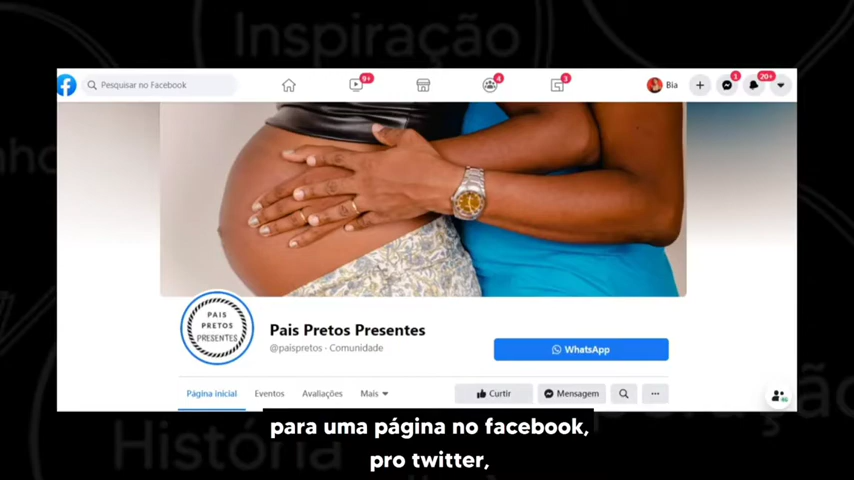 Inspiração
Pesquisar no Facebook
9+
4
3
Bia
1
20+
PAIS
PRETOS
PRESENTES
Pais Pretos Presentes
@paispretos · Comunidade
WhatsApp
Página inicial
Eventos
Avaliações
Mais
Curtir
Mensagem
para uma página no facebook,
pro twitter,
História